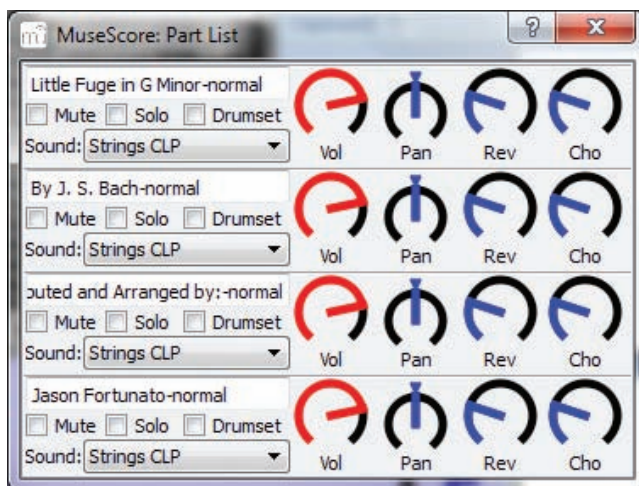 MuseScore: Part List
Little Fuge in G Minor-normal
Mute Solo Drumset
Sound: Strings CLP
Vol Pan Rev Cho
By J. S. Bach-normal
Mute Solo Drumset
Sound: Strings CLP
Vol Pan Rev Cho
outed and Arranged by:-normal
Mute Solo Drumset
Sound: Strings CLP
Vol Pan Rev Cho
Jason Fortunato-normal
Mute Solo Drumset
Sound: Strings CLP
Vol Pan Rev Cho